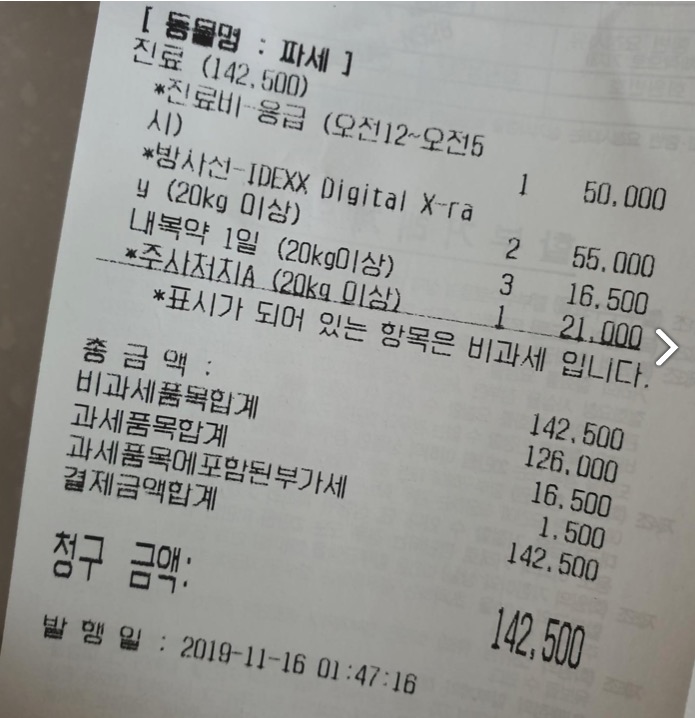 [ 동물명 : 파세 ]
진료 (142,500)
*진료비-응급 (오전12~오전5
시) 1 50,000
*방사선-IDEXX Digital X-ra
y (20kg 이상) 2 55,000
내복약 1일 (20kg이상) 3 16,500
*주사저지A (20kg 이상) 1 21,000
*표시가 되어 있는 항목은 비과세 입니다.
총 금 액 : 142,500
비과세품목합계 126,000
과세품목합계 16,500
과세품목에포함된부가세 1,500
결제금액합계 142,500
청구 금액: 142,500
발 행 일 : 2019-11-16 01:47:16